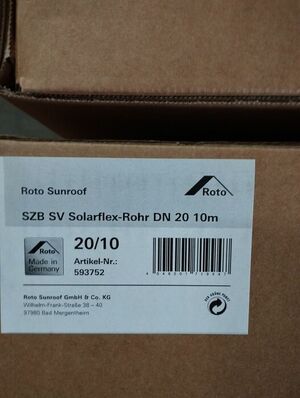 Roto Sunroof
Roto
SZB SV Solarflex-Rohr DN 20 10m
Roto
Made in
Germany
20/10
Artikel-Nr.:
593752
Roto Sunroof GmbH & Co. KG
Wilhelm-Frank-Straße 38 – 40
97980 Bad Mergentheim